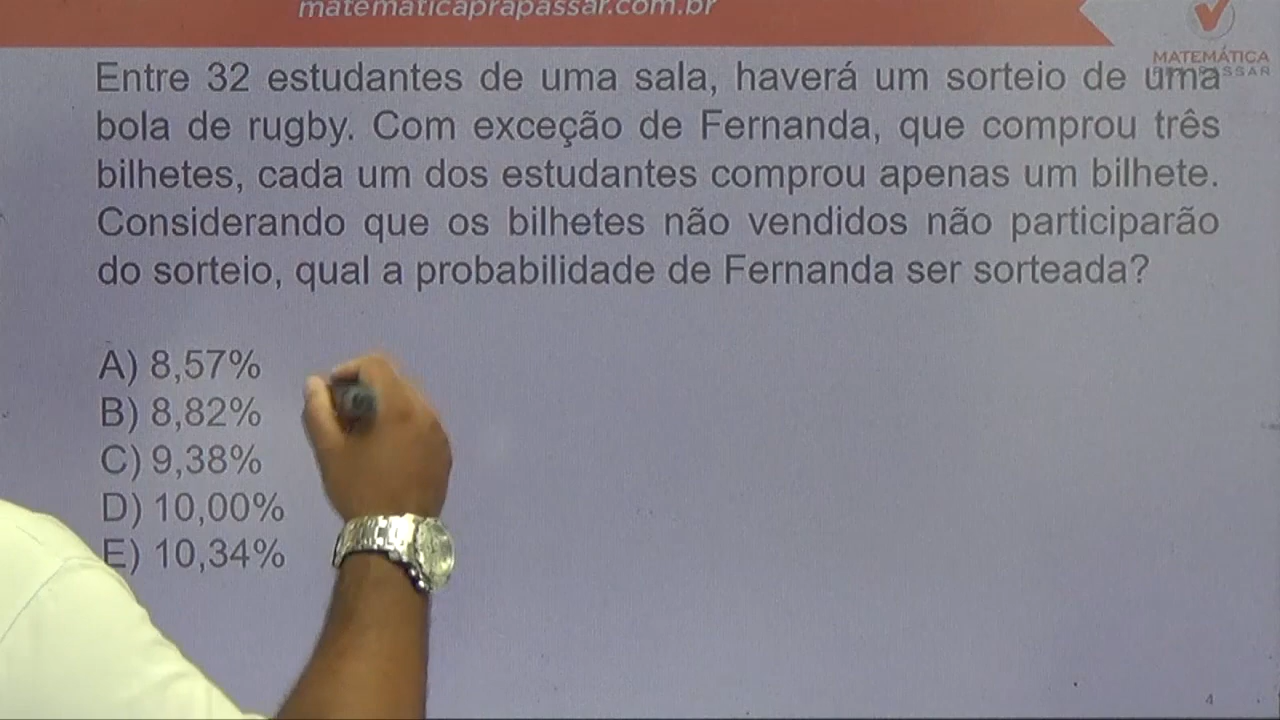 matematicaprapassar.com.br
MATEMÁTICA
Entre 32 estudantes de uma sala, haverá um sorteio de uma
bola de rugby. Com exceção de Fernanda, que comprou três
bilhetes, cada um dos estudantes comprou apenas um bilhete.
Considerando que os bilhetes não vendidos não participarão
do sorteio, qual a probabilidade de Fernanda ser sorteada?
A) 8,57%
B) 8,82%
C) 9,38%
D) 10,00%
E) 10,34%
4